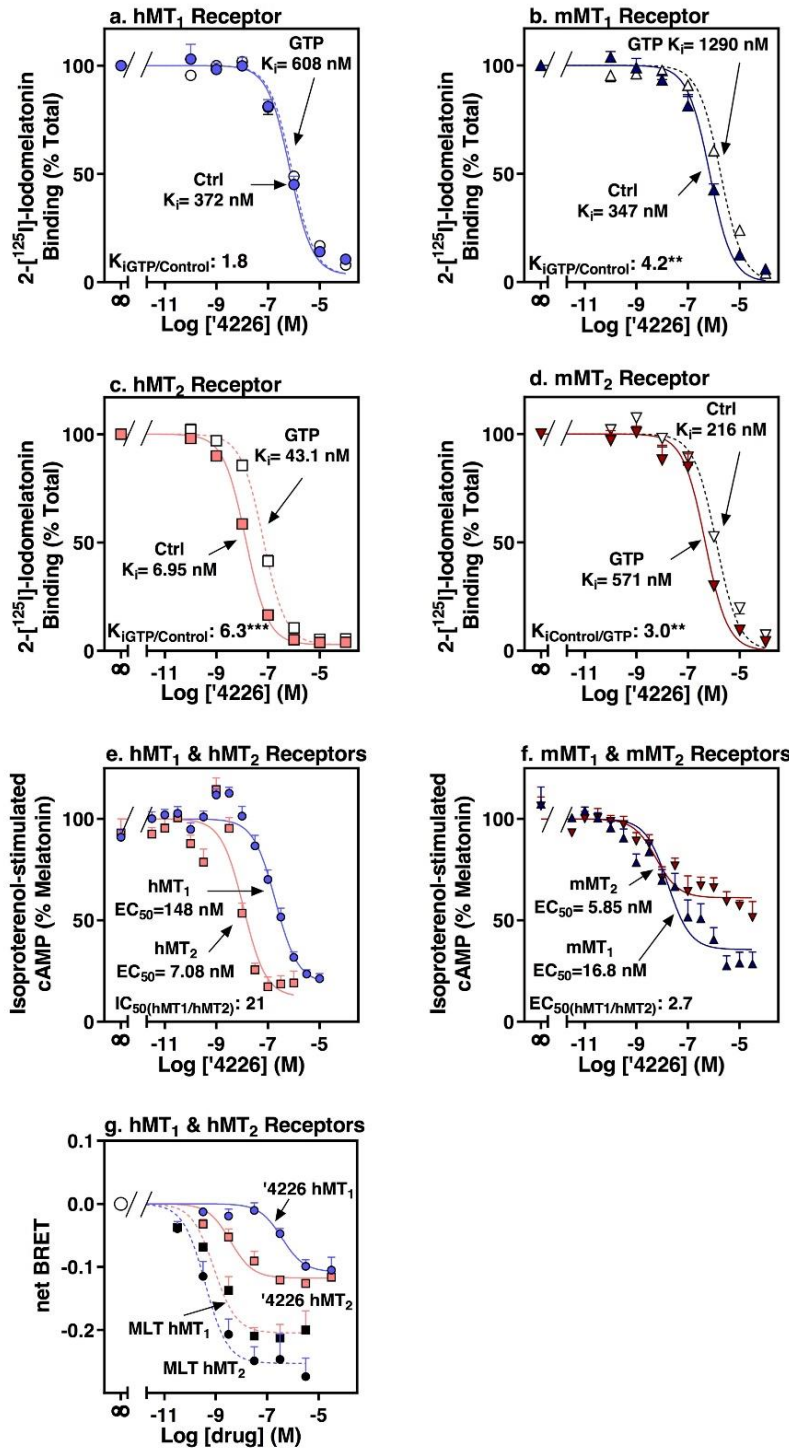 a. hMT1 Receptor
2-[125I]-Iodomelatonin
Binding (% Total)
100
50
0
GTP
Ki= 608 nM
Ctrl
Ki= 372 nM
KiGTP/Control: 1.8
8 -11 -9 -7 -5
Log ['4226] (M)
b. mMT1 Receptor
2-[125I]-Iodomelatonin
Binding (% Total)
100
50
0
GTP Ki= 1290 nM
Ctrl
Ki= 347 nM
KiGTP/Control: 4.2**
8 -11 -9 -7 -5
Log ['4226] (M)
c. hMT2 Receptor
2-[125I]-Iodomelatonin
Binding (% Total)
100
50
0
GTP
Ki= 43.1 nM
Ctrl
Ki= 6.95 nM
KiGTP/Control: 6.3***
8 -11 -9 -7 -5
Log ['4226] (M)
d. mMT2 Receptor
2-[125I]-Iodomelatonin
Binding (% Total)
100
50
0
Ctrl
Ki= 216 nM
GTP
Ki= 571 nM
KiControl/GTP: 3.0**
8 -11 -9 -7 -5
Log ['4226] (M)
e. hMT1 & hMT2 Receptors
Isoproterenol-stimulated
cAMP (% Melatonin)
100
50
0
hMT1
EC50=148 nM
hMT2
EC50= 7.08 nM
IC50(hMT1/hMT2): 21
8 -11 -9 -7 -5
Log ['4226] (M)
f. mMT1 & mMT2 Receptors
Isoproterenol-stimulated
cAMP (% Melatonin)
100
50
0
mMT2
EC50= 5.85 nM
mMT1
EC50=16.8 nM
EC50(hMT1/hMT2): 2.7
8 -11 -9 -7 -5
Log ['4226] (M)
g. hMT1 & hMT2 Receptors
net BRET
0.1
0.0
-0.1
-0.2
'4226 hMT1
'4226 hMT2
MLT hMT1
MLT hMT2
8 -11 -9 -7 -5
Log [drug] (M)